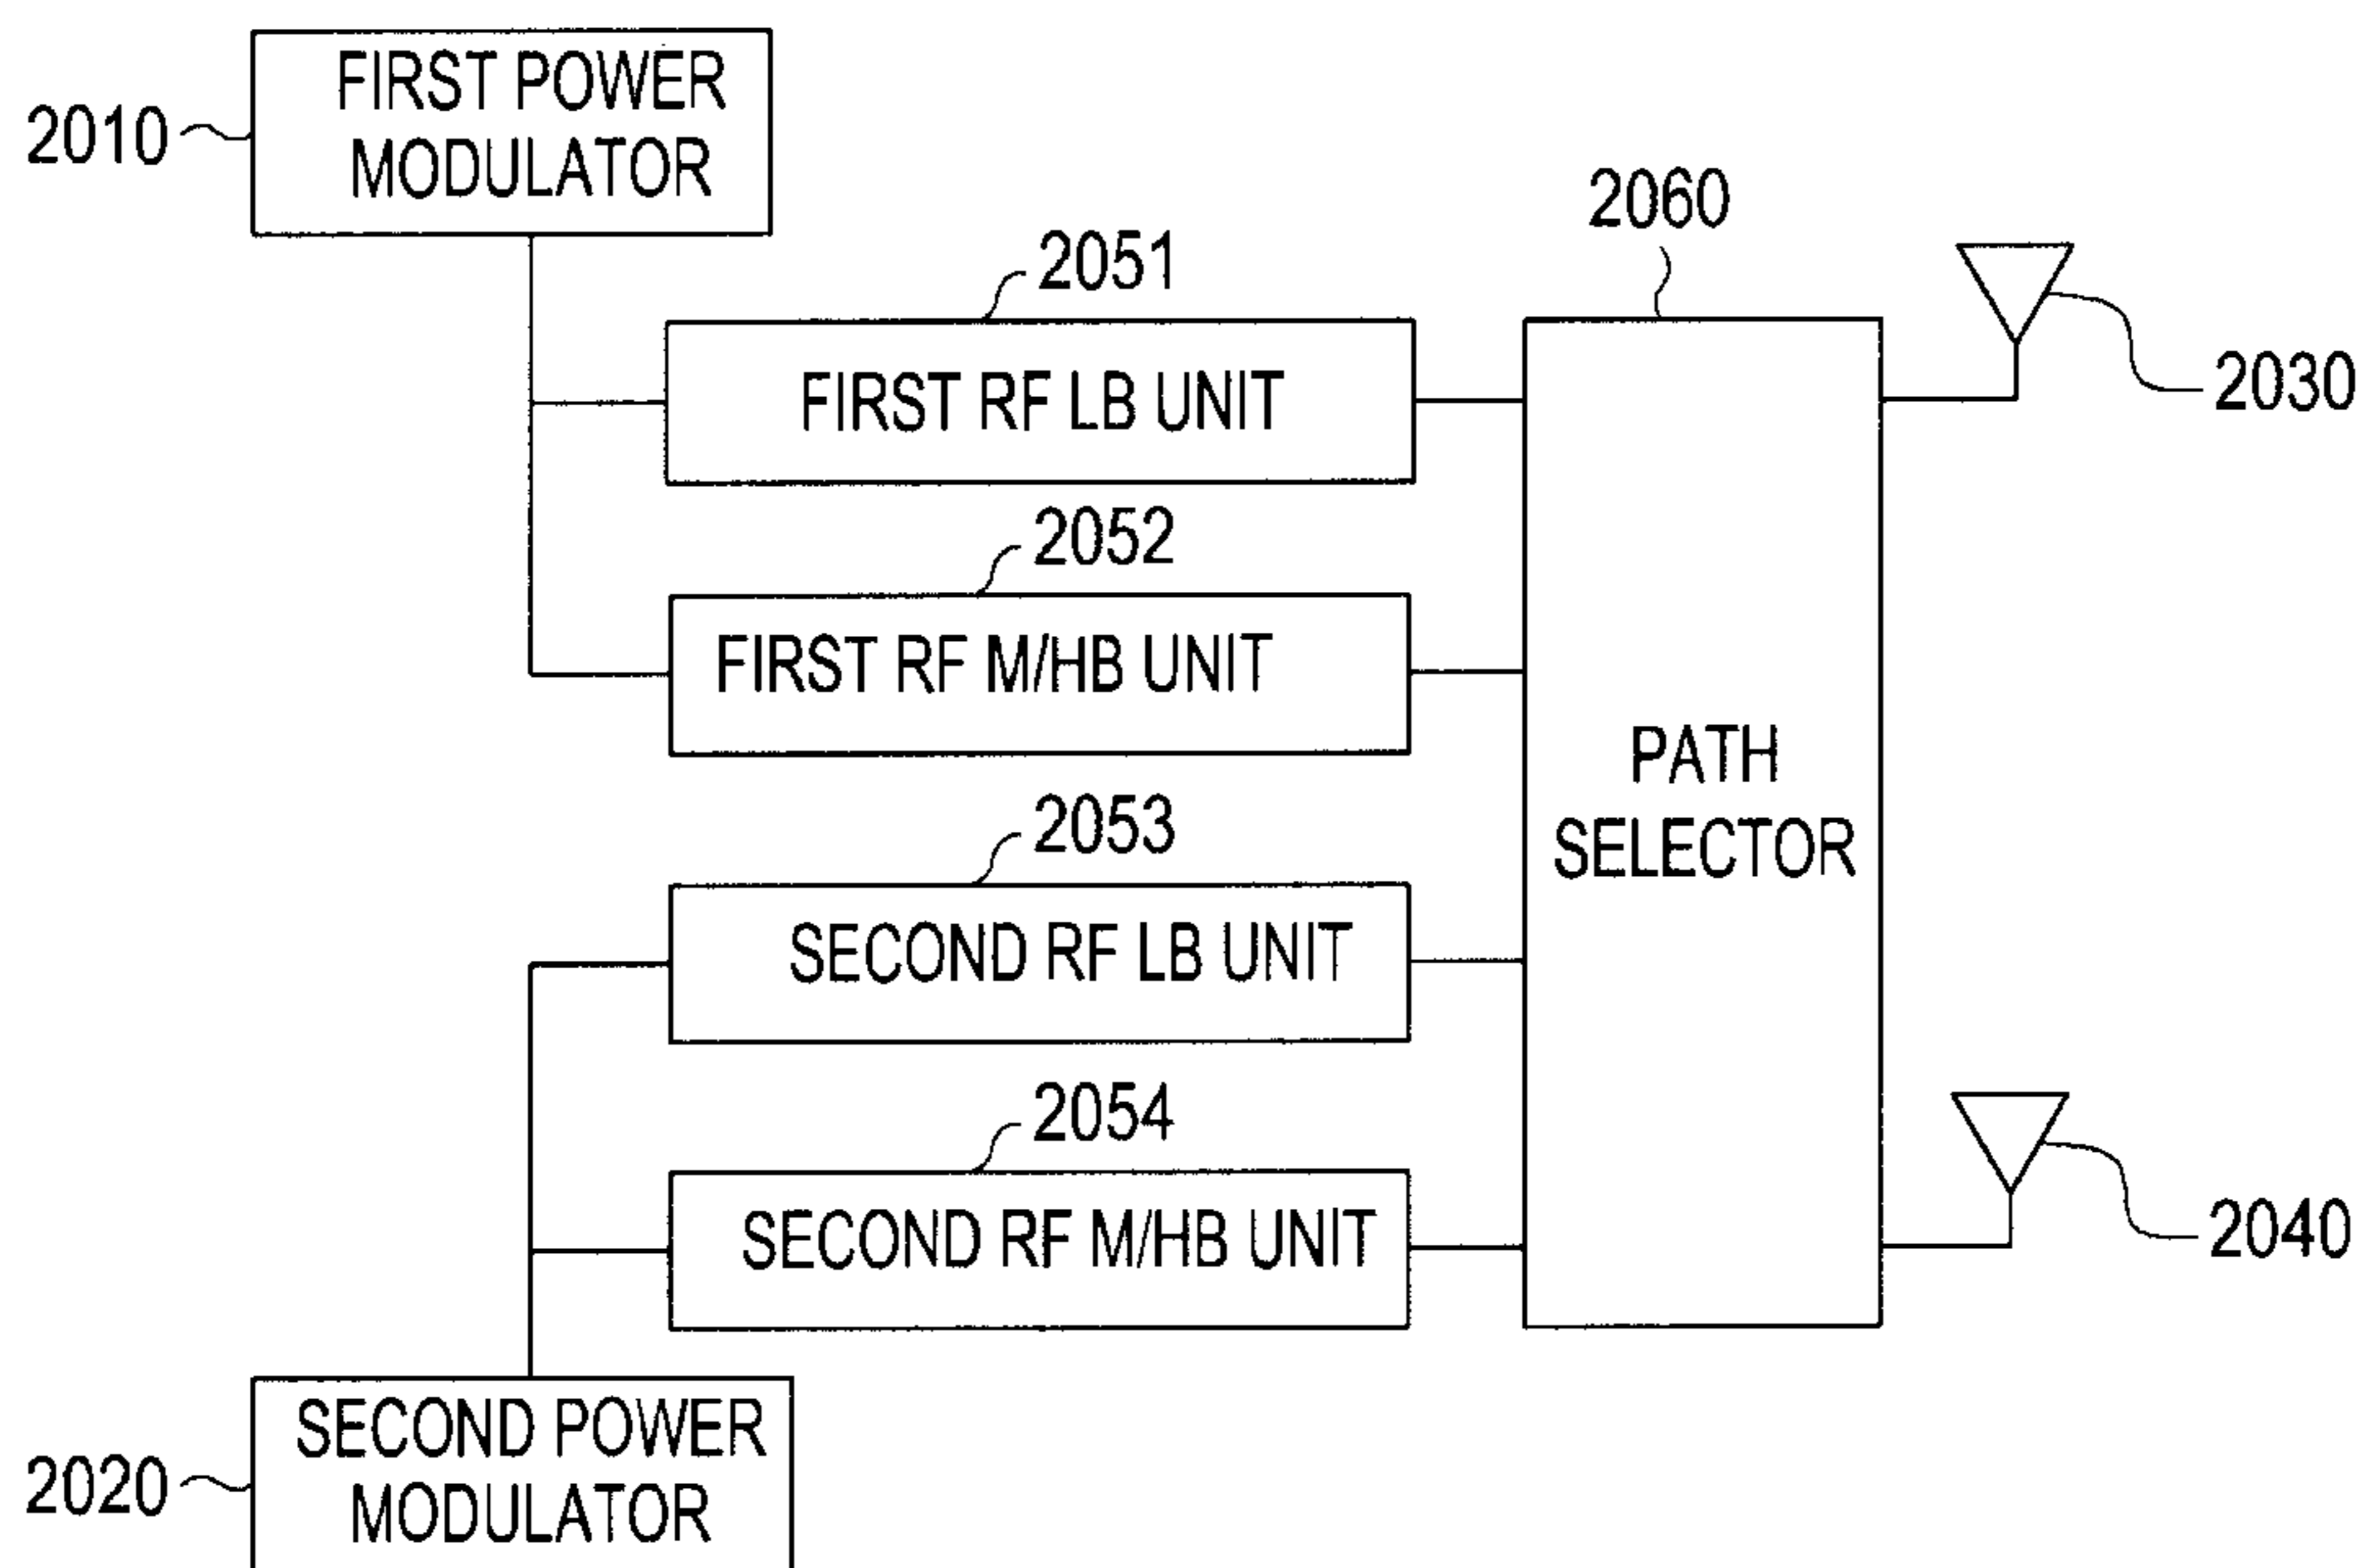 FIRST POWER
MODULATOR
2010
2060
2051
FIRST RF LB UNIT
2030
2052
FIRST RF M/HB UNIT
PATH
SELECTOR
2053
SECOND RF LB UNIT
2054
SECOND RF M/HB UNIT
2040
SECOND POWER
MODULATOR
2020